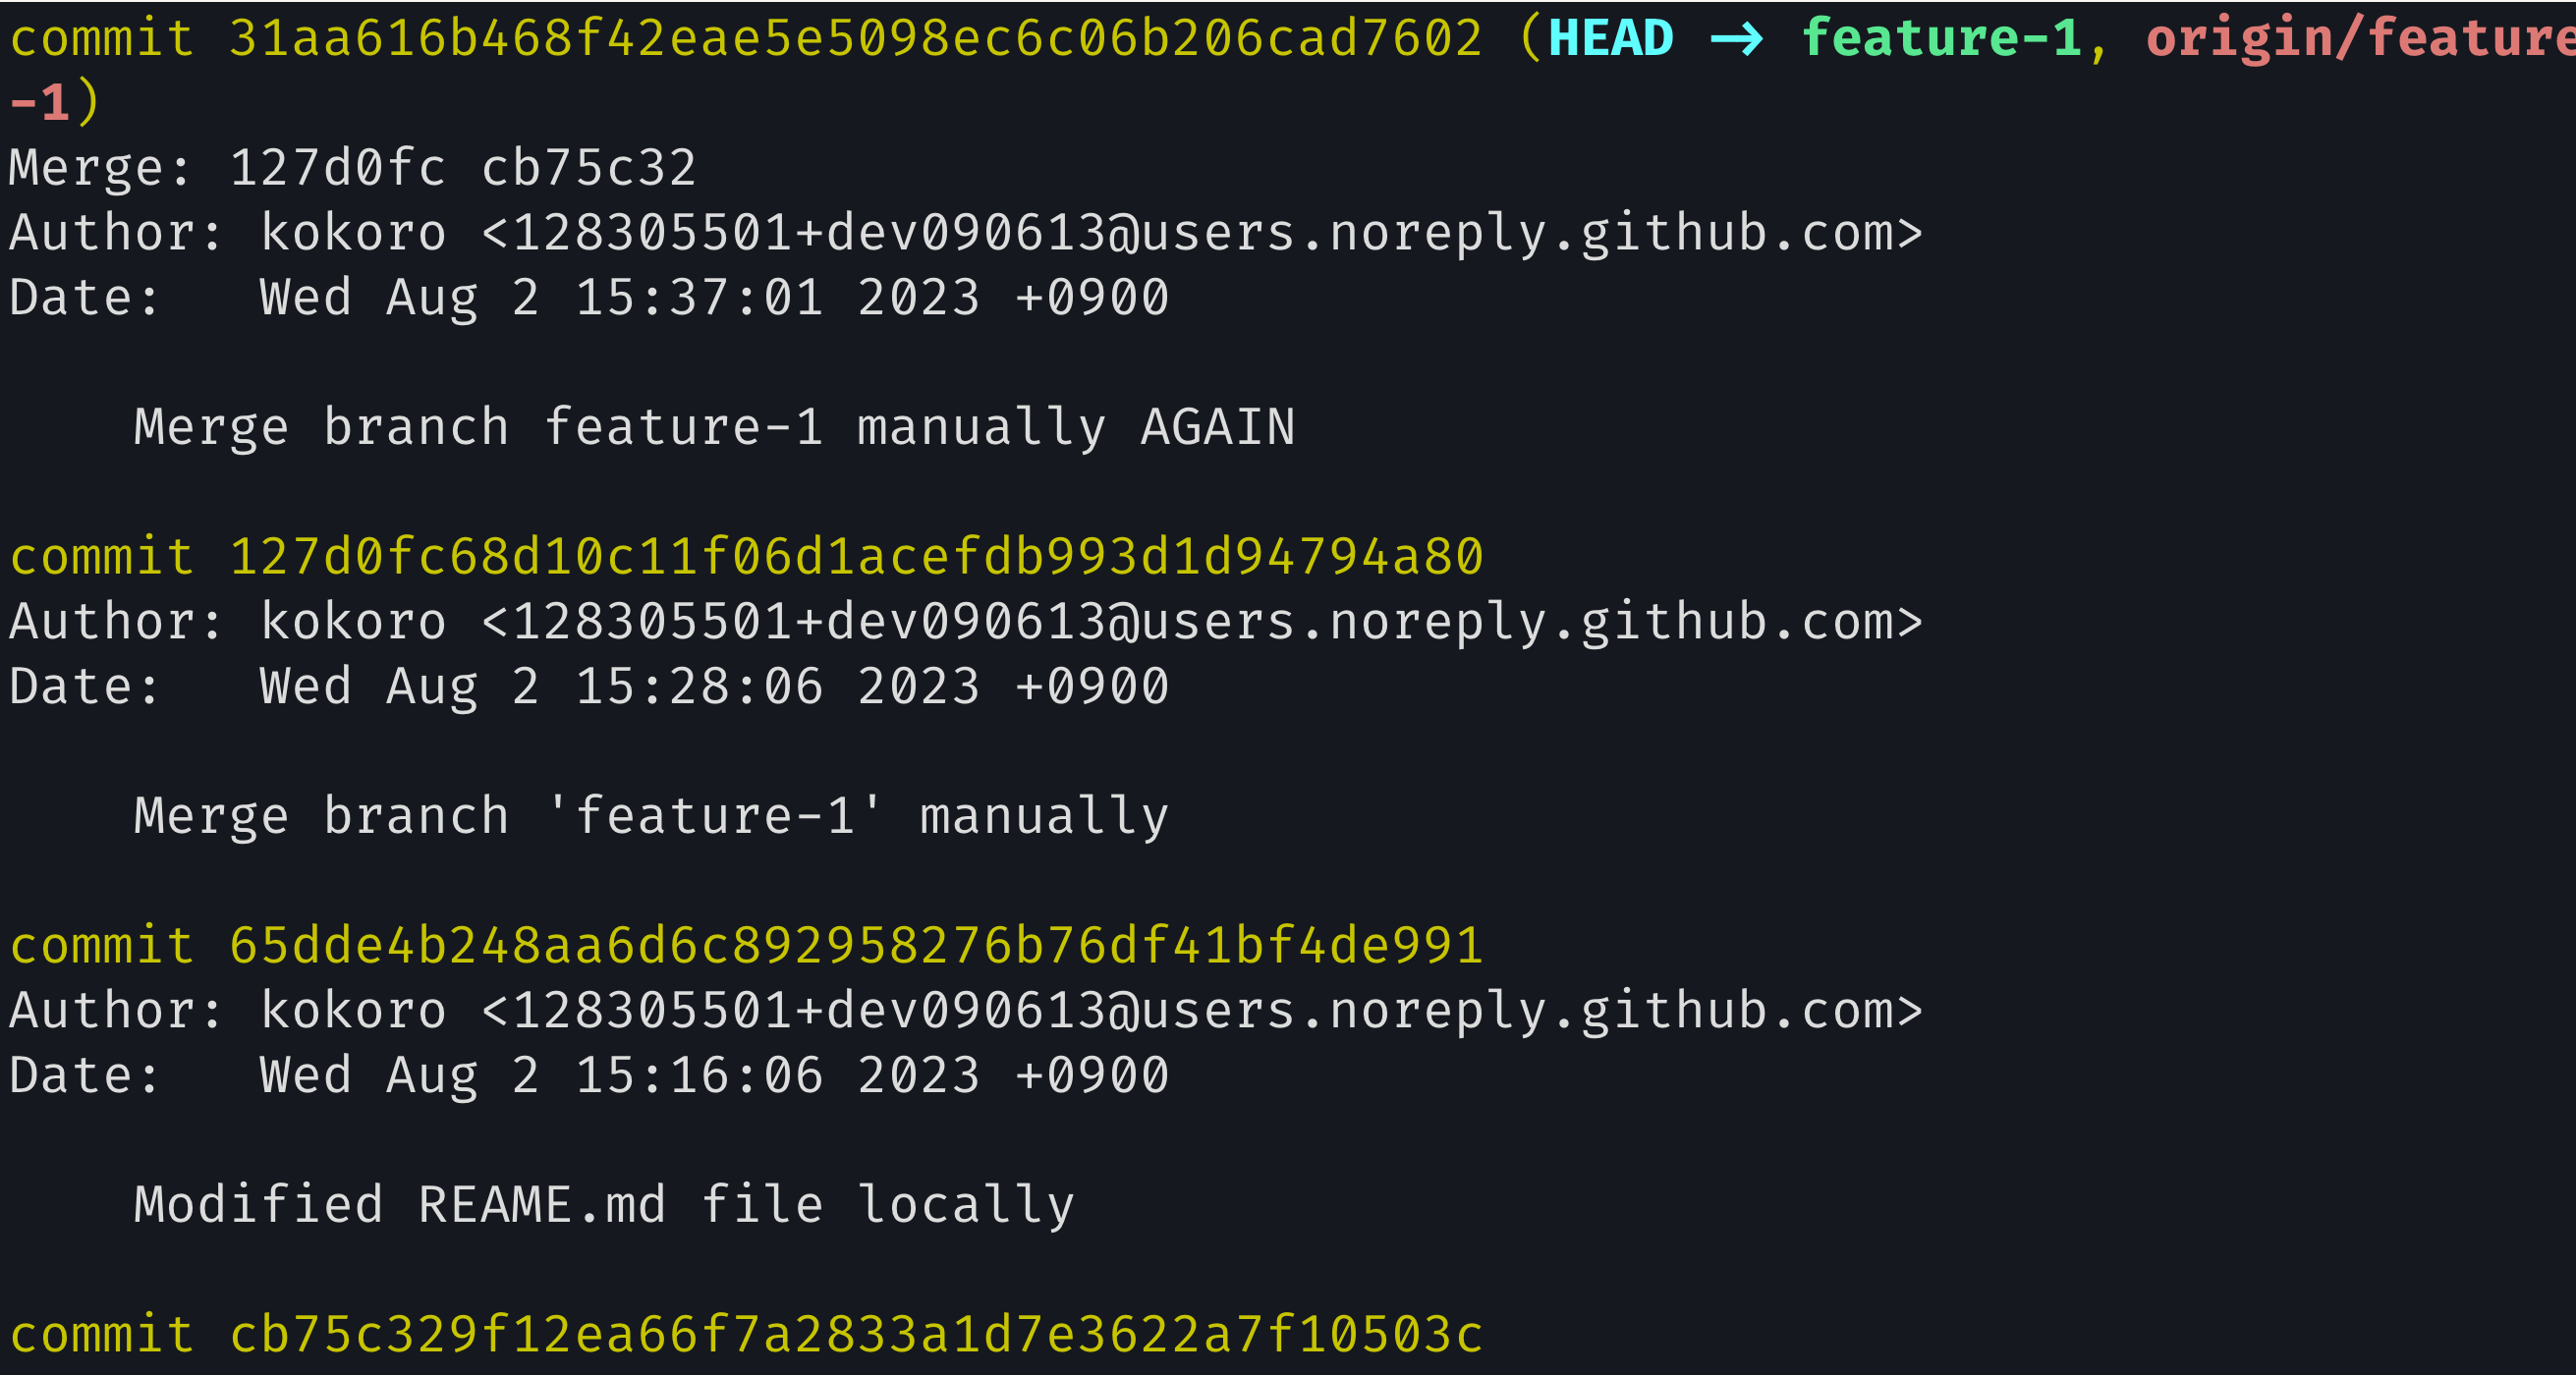 commit 31aa616b468f42eae5e5098ec6c06b206cad7602 (HEAD -> feature-1, origin/feature
-1)
Merge: 127d0fc cb75c32
Author: kokoro <128305501+dev090613@users.noreply.github.com>
Date:   Wed Aug 2 15:37:01 2023 +0900
    Merge branch feature-1 manually AGAIN
commit 127d0fc68d10c11f06d1acefdb993d1d94794a80
Author: kokoro <128305501+dev090613@users.noreply.github.com>
Date:   Wed Aug 2 15:28:06 2023 +0900
    Merge branch 'feature-1' manually
commit 65dde4b248aa6d6c892958276b76df41bf4de991
Author: kokoro <128305501+dev090613@users.noreply.github.com>
Date:   Wed Aug 2 15:16:06 2023 +0900
    Modified REAME.md file locally
commit cb75c329f12ea66f7a2833a1d7e3622a7f10503c